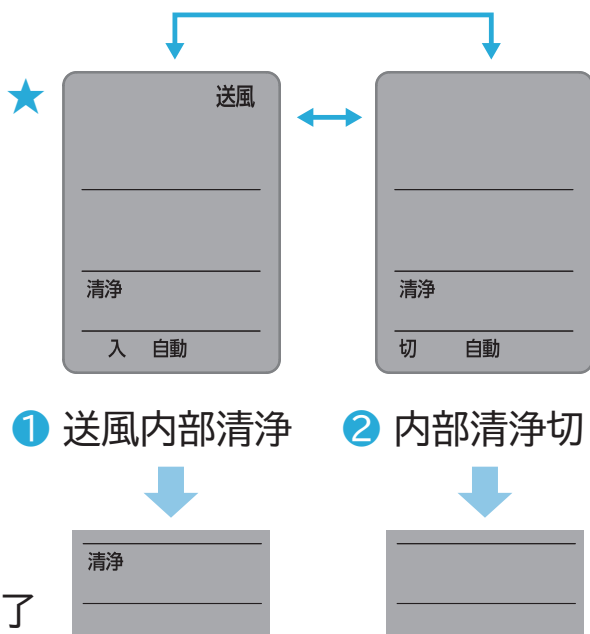 送風
清浄
清浄
入 自動
切 自動
❶ 送風内部清浄
❷ 内部清浄切
清浄
了